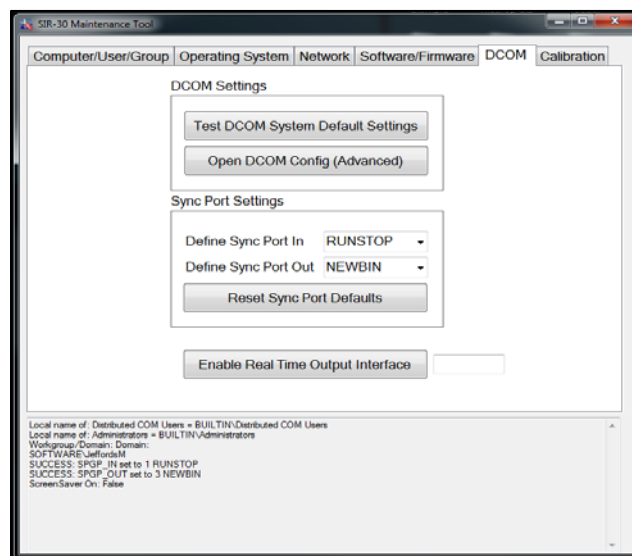 SIR-30 Maintenance Tool
Computer/User/Group Operating System Network Software/Firmware DCOM Calibration
DCOM Settings
Test DCOM System Default Settings
Open DCOM Config (Advanced)
Sync Port Settings
Define Sync Port In RUNSTOP
Define Sync Port Out NEWBIN
Reset Sync Port Defaults
Enable Real Time Output Interface
Local name of: Distributed COM Users = BUILTIN\Distributed COM Users
Local name of: Administrators = BUILTIN\Administrators
Workgroup/Domain: Domain:
SOFTWARE\JeffordsM
SUCCESS: SPGP_IN set to 1 RUNSTOP
SUCCESS: SPGP_OUT set to 3 NEWBIN
ScreenSaver On: False